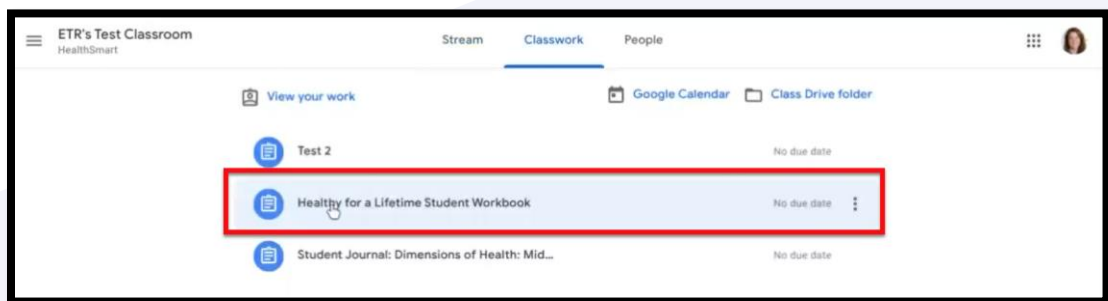 ETR's Test Classroom
HealthSmart
Stream Classwork People
View your work
Google Calendar Class Drive folder
Test 2 No due date
Healthy for a Lifetime Student Workbook No due date
Student Journal: Dimensions of Health: Mid... No due date